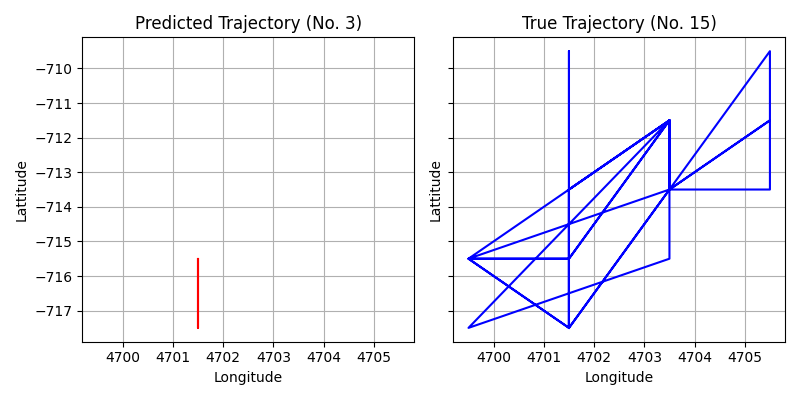 Predicted Trajectory (No. 3)
True Trajectory (No. 15)
−710
−711
−712
−713
−714
−715
−716
−717
Lattitude
Lattitude
4700 4701 4702 4703 4704 4705
4700 4701 4702 4703 4704 4705
Longitude
Longitude